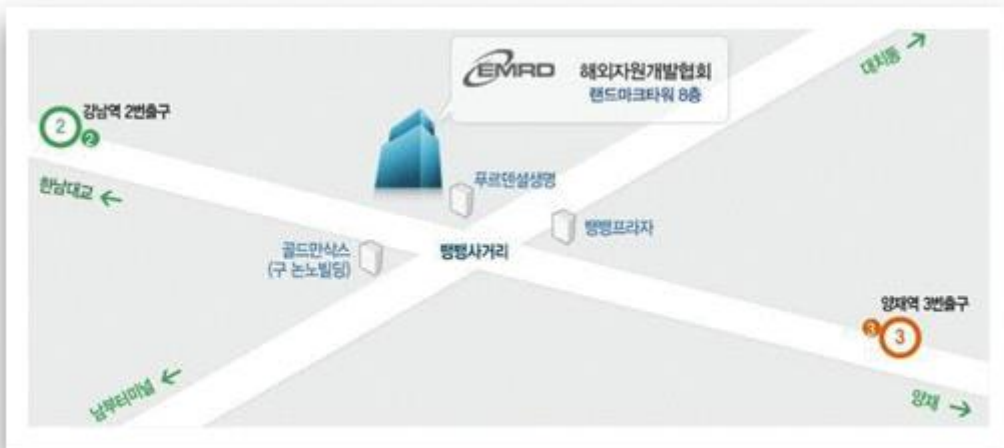 EMRD 해외자원개발협회
랜드마크타워 8층
대치동
강남역 2번출구
2
2
한남대교
푸르덴셜생명
뱅뱅프라자
뱅뱅사거리
골드만삭스
(구 논노빌딩)
양재역 3번출구
3
3
남부터미널
양재